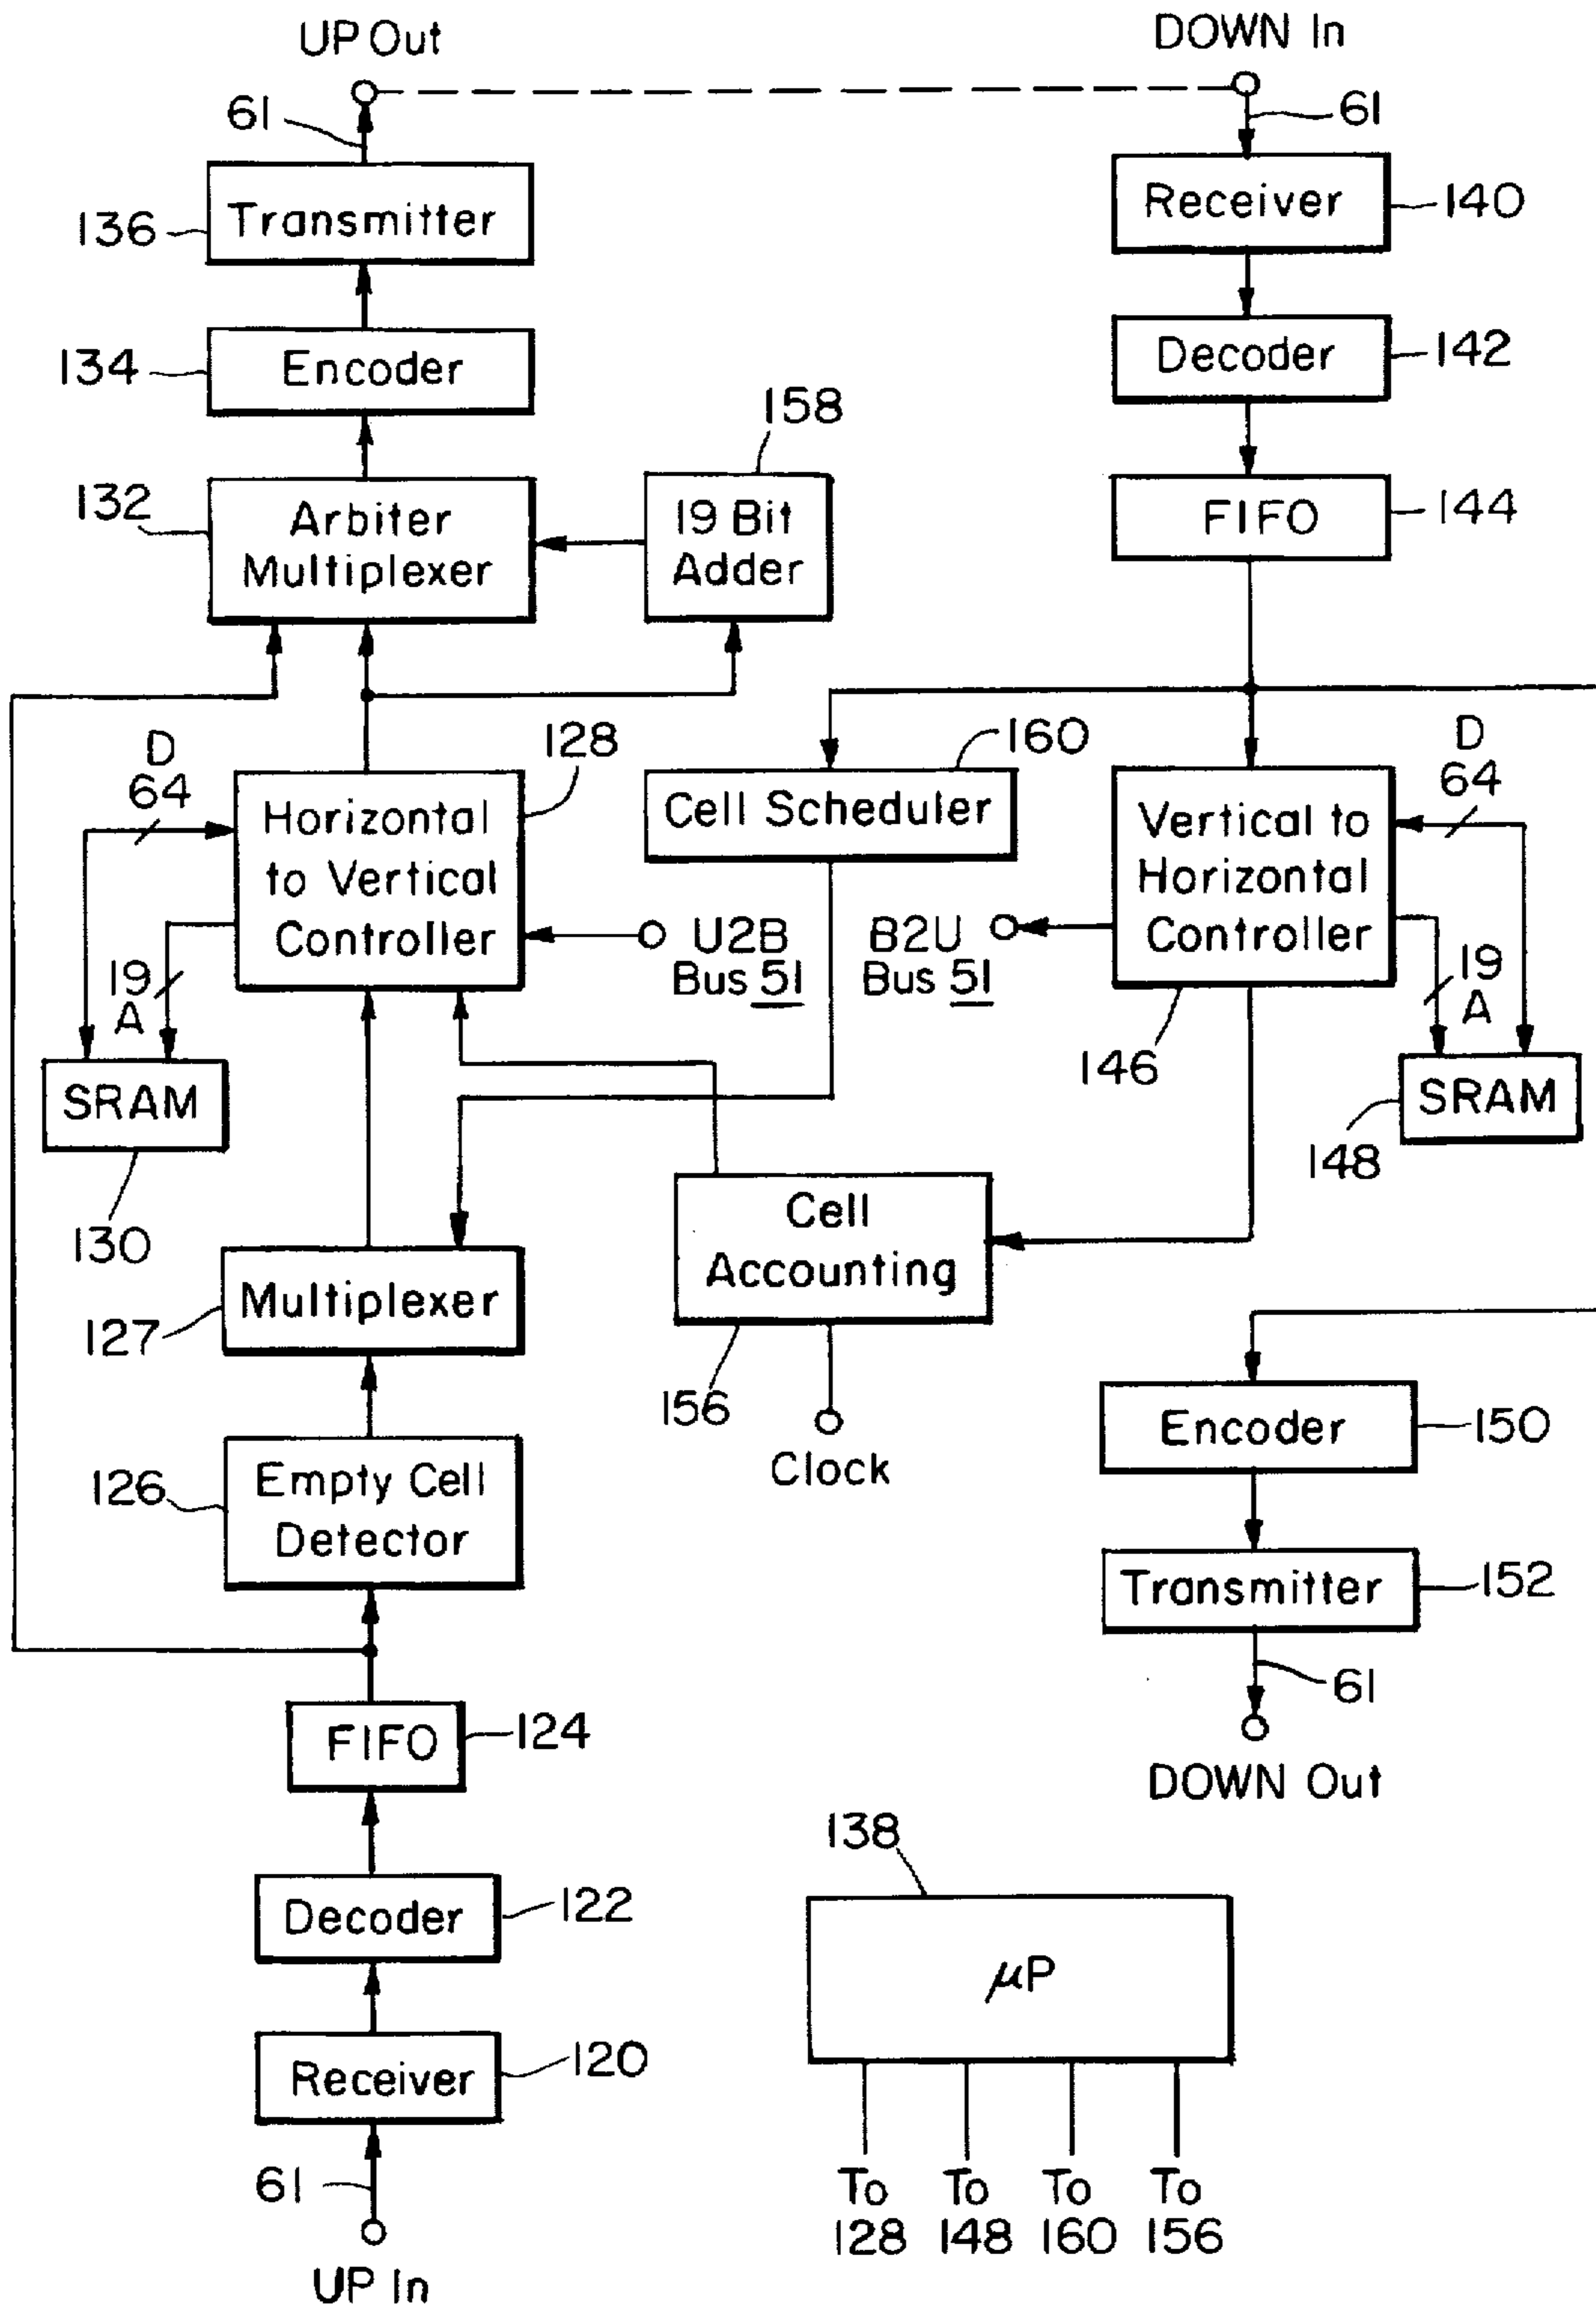 UP Out
DOWN In
61
61
Transmitter
136
Receiver
140
Encoder
134
Decoder
142
158
132
Arbiter
Multiplexer
19 Bit
Adder
FIFO
144
D
64
128
160
D
64
Horizontal
to Vertical
Controller
Cell Scheduler
Vertical to
Horizontal
Controller
U2B
Bus 51
B2U
Bus 51
19
A
19
A
146
SRAM
130
SRAM
148
Cell
Accounting
Multiplexer
127
156
Clock
Encoder
150
126
Empty Cell
Detector
Transmitter
152
61
DOWN Out
FIFO
124
138
Decoder
122
μP
Receiver
120
61
UP In
To
128
To
148
To
160
To
156